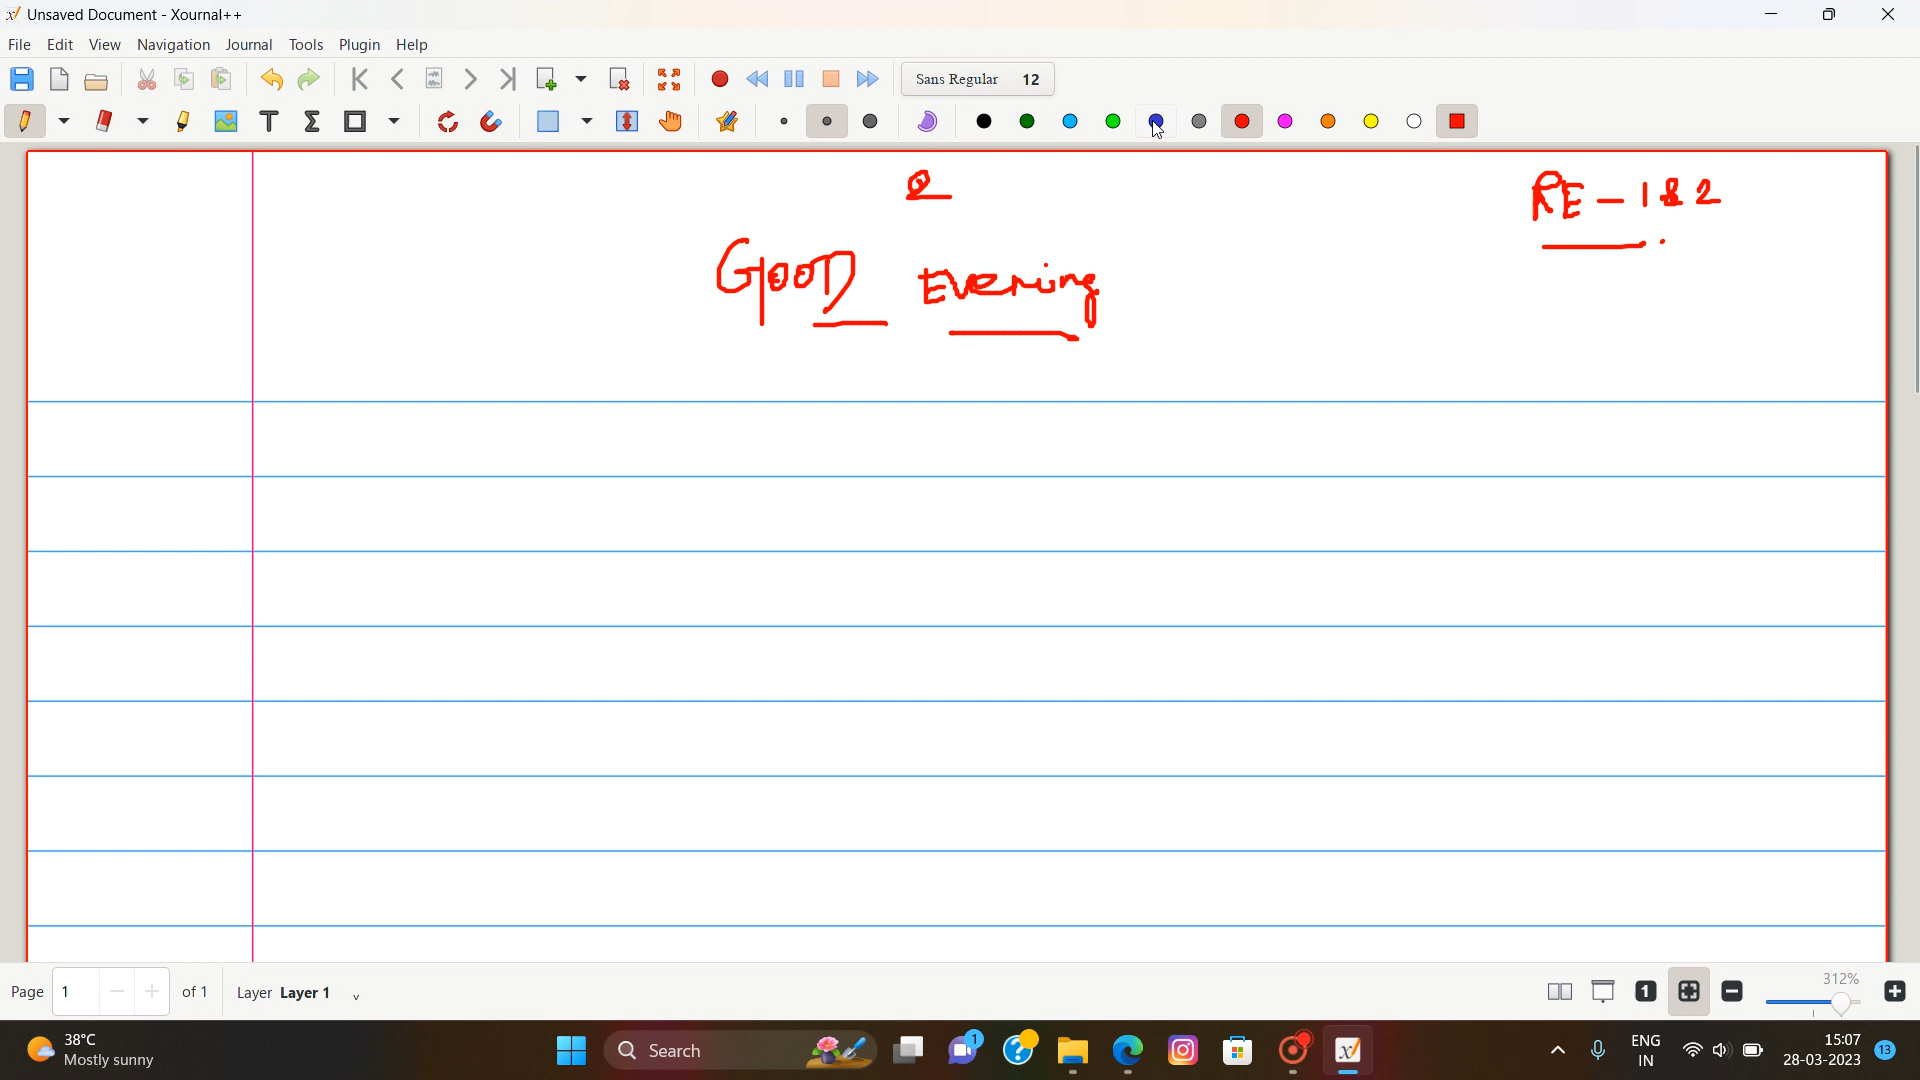 Unsaved Document - Xournal++
File Edit View Navigation Journal Tools Plugin Help
Sans Regular 12
RE - 1 & 2
GOOD Evening
Page 1 of 1 Layer Layer 1
312%
1
38°C
Mostly sunny
Search
1
ENG
IN
15:07
28-03-2023
13